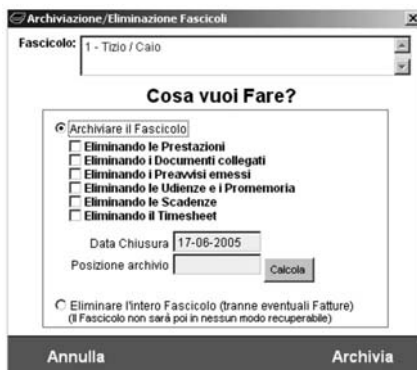 Archiviazione/Eliminazione Fascicoli
Fascicolo: 1 - Tizio / Caio
Cosa vuoi Fare?
Archiviare il Fascicolo
Eliminando le Prestazioni
Eliminando i Documenti collegati
Eliminando i Preavvisi emessi
Eliminando le Udienze e i Promemoria
Eliminando le Scadenze
Eliminando il Timesheet
Data Chiusura 17-06-2005
Posizione archivio Calcola
Eliminare l'intero Fascicolo (tranne eventuali Fatture)
(Il Fascicolo non sará poi in nessun modo recuperabile)
Annulla Archivia